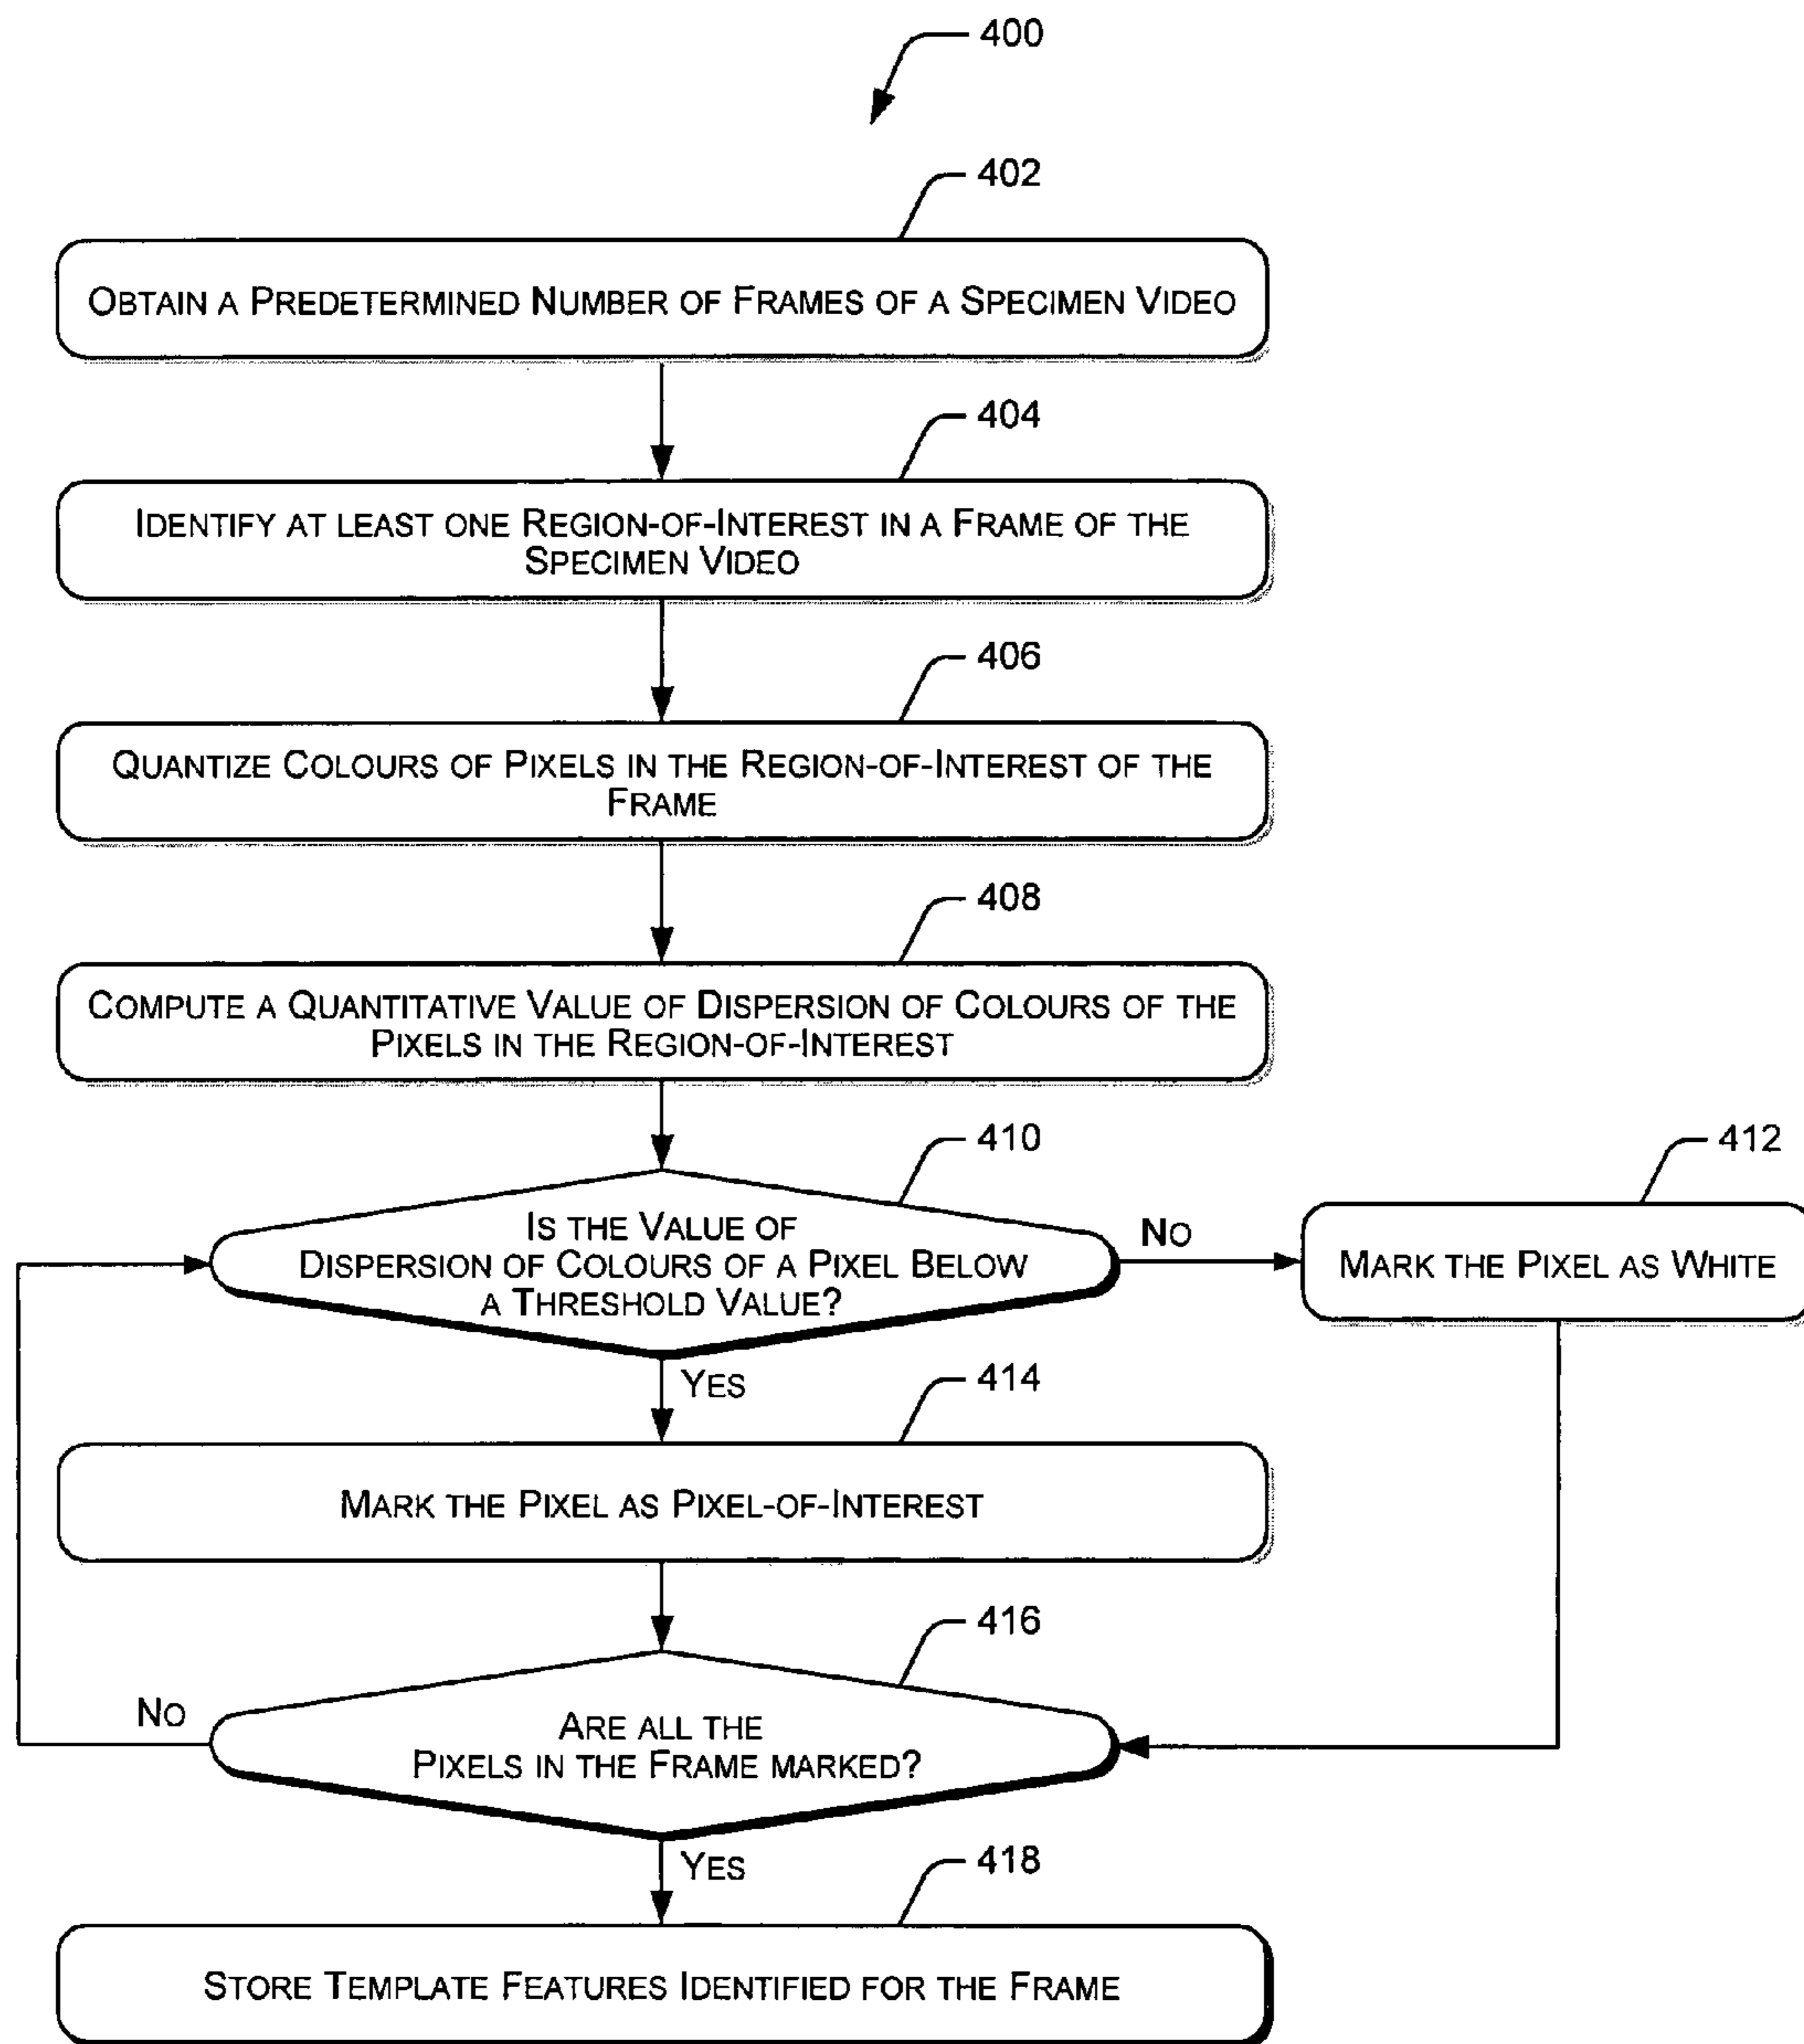 400
402
Obtain a Predetermined Number of Frames of a Specimen Video
404
Identify at least one Region-of-Interest in a Frame of the
Specimen Video
406
Quantize Colours of Pixels in the Region-of-Interest of the
Frame
408
Compute a Quantitative Value of Dispersion of Colours of the
Pixels in the Region-of-Interest
410
Is the Value of
Dispersion of Colours of a Pixel Below
a Threshold Value?
No
412
Mark the Pixel as White
Yes
414
Mark the Pixel as Pixel-of-Interest
416
Are all the
Pixels in the Frame marked?
No
Yes
418
Store Template Features Identified for the Frame